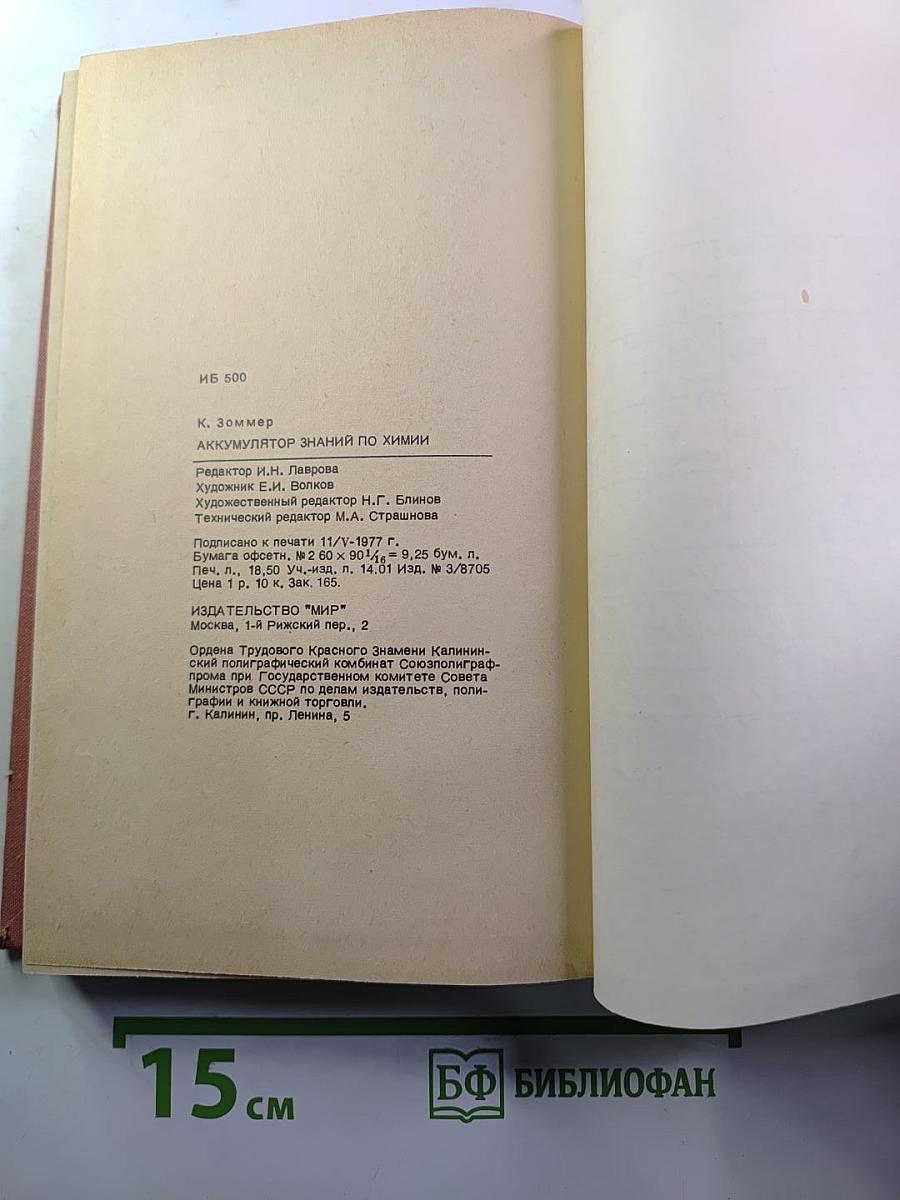 ИБ 500
К. Зоммер
АККУМУЛЯТОР ЗНАНИЙ ПО ХИМИИ
Редактор И.Н. Лаврова
Художник Е.И. Волков
Художественный редактор Н.Г. Блинов
Технический редактор М.А. Страшнова
Подписано к печати 11/V-1977 г.
Бумага офсетн. №2 60 × 90 1/16 = 9,25 бум. л.
Печ. л., 18,50 Уч.-изд. л. 14.01 Изд. № 3/8705
Цена 1 р. 10 к. Зак. 165.
ИЗДАТЕЛЬСТВО "МИР"
Москва, 1-й Рижский пер., 2
Ордена Трудового Красного Знамени Калинин-
ский полиграфический комбинат Союзполиграф-
прома при Государственном комитете Совета
Министров СССР по делам издательств, поли-
графии и книжной торговли.
г. Калинин, пр. Ленина, 5
15 см
БФ БИБЛИОФАН